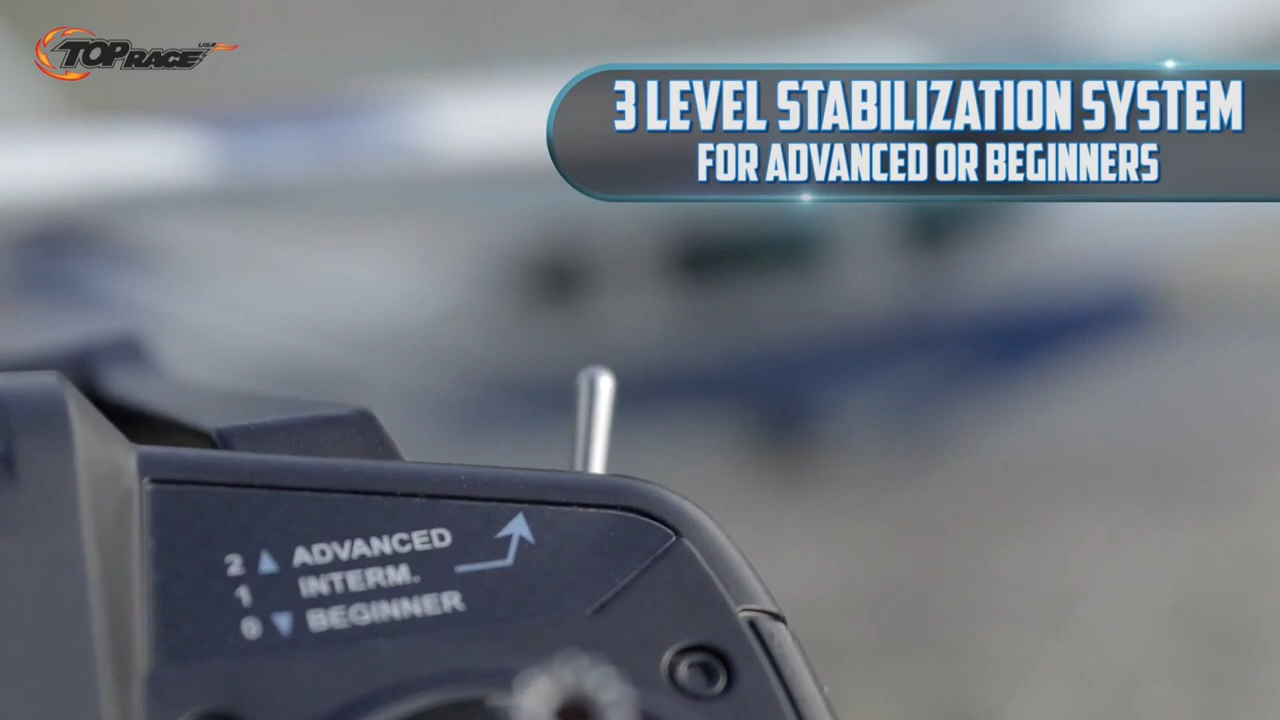 TOP RACE USA
3 LEVEL STABILIZATION SYSTEM
FOR ADVANCED OR BEGINNERS
2 ▲ ADVANCED
1 INTERM.
0 ▼ BEGINNER